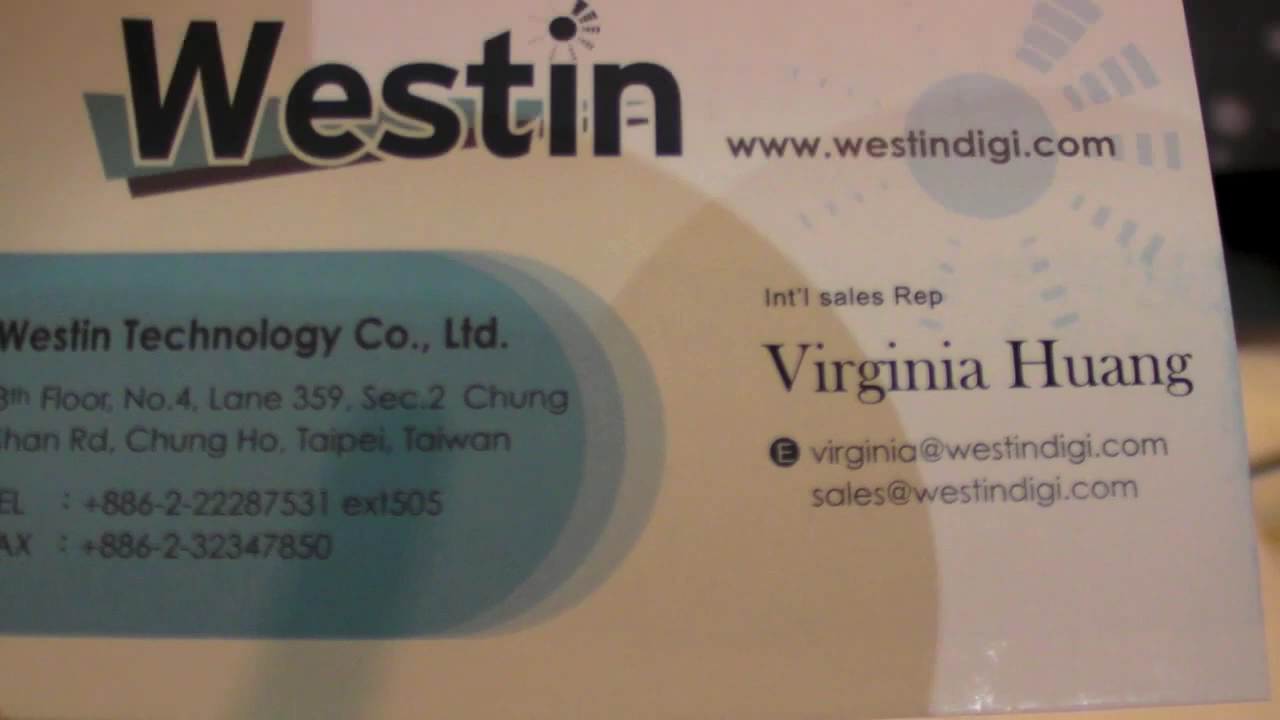 Westin
www.westindigi.com
Westin Technology Co., Ltd.
Floor, No.4, Lane 359, Sec.2 Chung
Rd, Chung Ho, Taipei, Taiwan
: +886-2-22287531 ext505
: +886-2-32347850
Int'l sales Rep
Virginia Huang
E virginia@westindigi.com
sales@westindigi.com